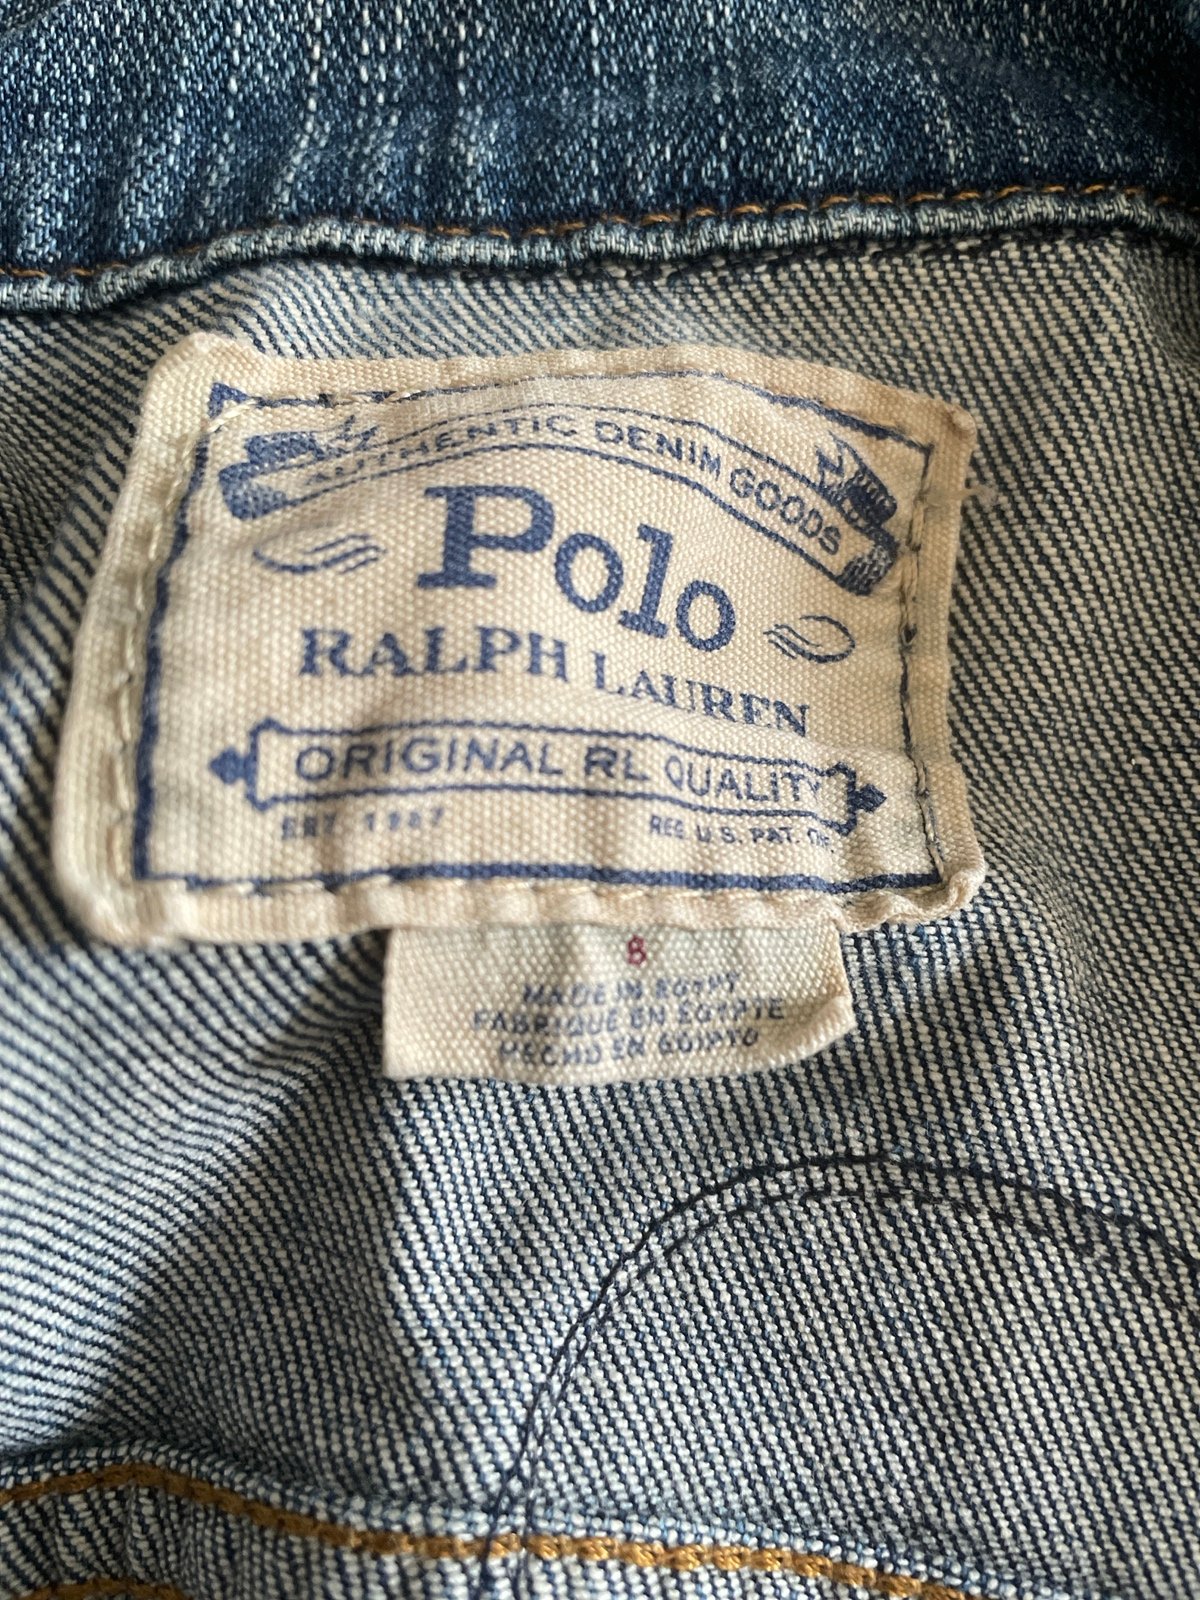 AUTHENTIC DENIM GOODS
Polo
RALPH LAUREN
ORIGINAL RL QUALITY
REG. U.S. PAT. OFF.
8
MADE IN EGYPT
FABRIQUE EN EGYPTE
HECHO EN EGIPTO